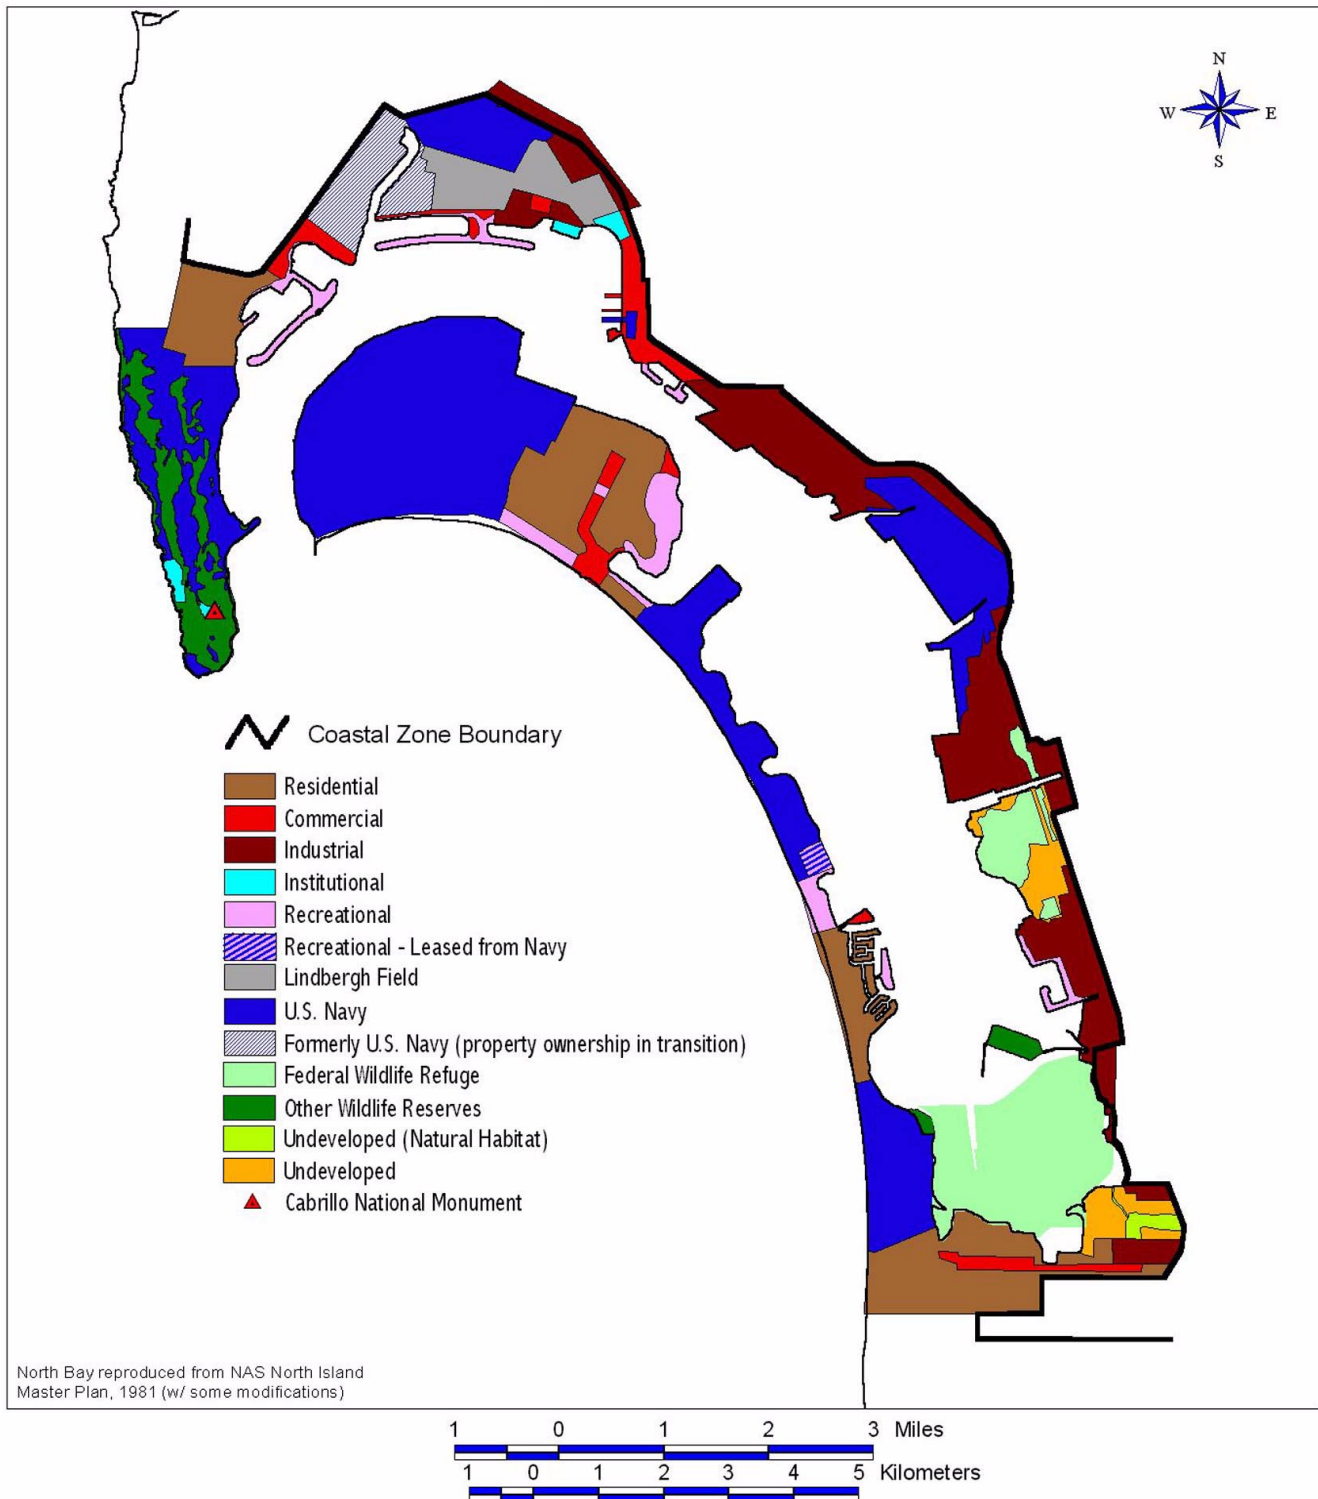 N
W E
S
Coastal Zone Boundary
Residential
Commercial
Industrial
Institutional
Recreational
Recreational - Leased from Navy
Lindbergh Field
U.S. Navy
Formerly U.S. Navy (property ownership in transition)
Federal Wildlife Refuge
Other Wildlife Reserves
Undeveloped (Natural Habitat)
Undeveloped
Cabrillo National Monument
North Bay reproduced from NAS North Island
Master Plan, 1981 (w/ some modifications)
1 0 1 2 3 Miles
1 0 1 2 3 4 5 Kilometers